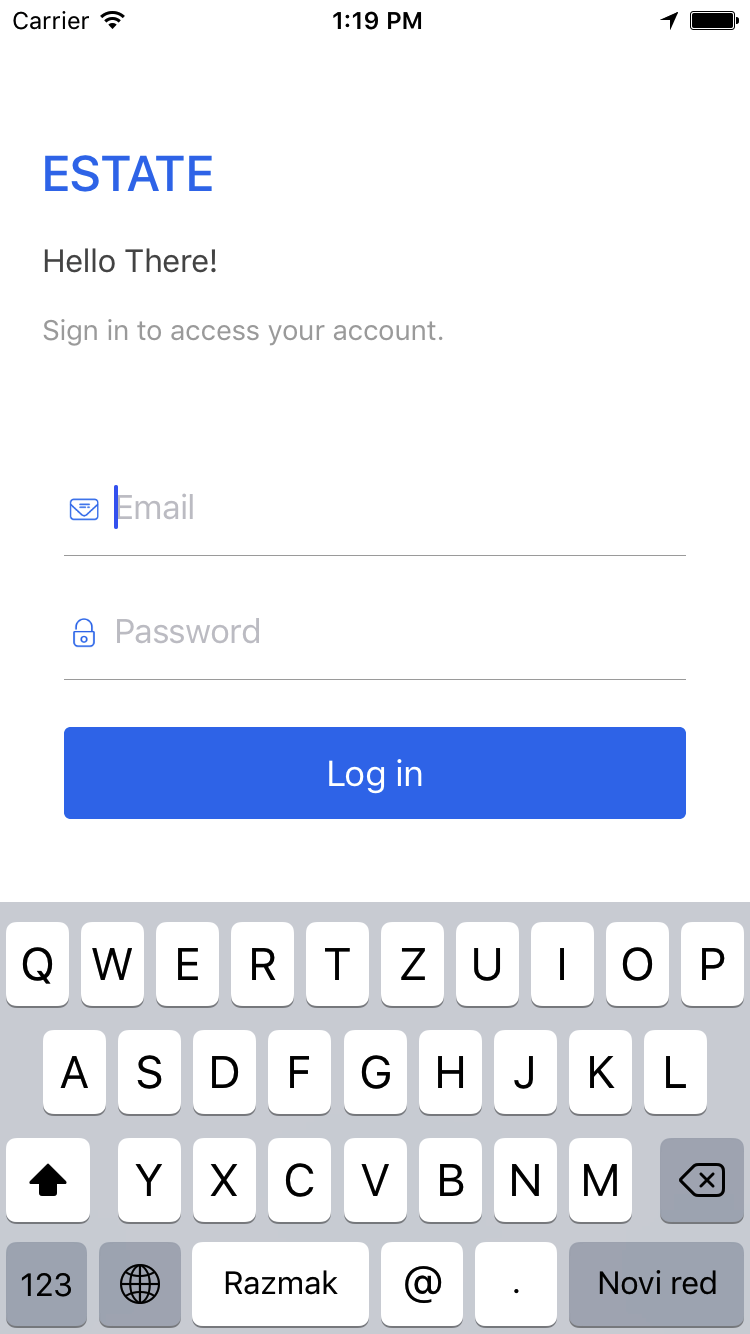 Carrier 1:19 PM
ESTATE
Hello There!
Sign in to access your account.
Email
Password
Log in
Q W E R T Z U I O P
A S D F G H J K L
Y X C V B N M
123 Razmak @ . Novi red